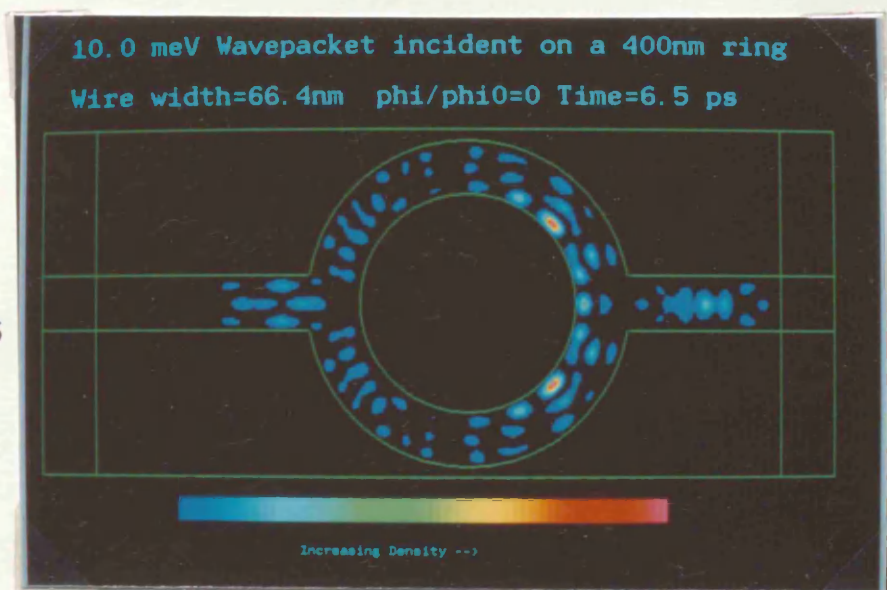 10.0 meV Wavepacket incident on a 400nm ring
Wire width=66.4nm phi/phi0=0 Time=6.5 ps
Increasing Density -->